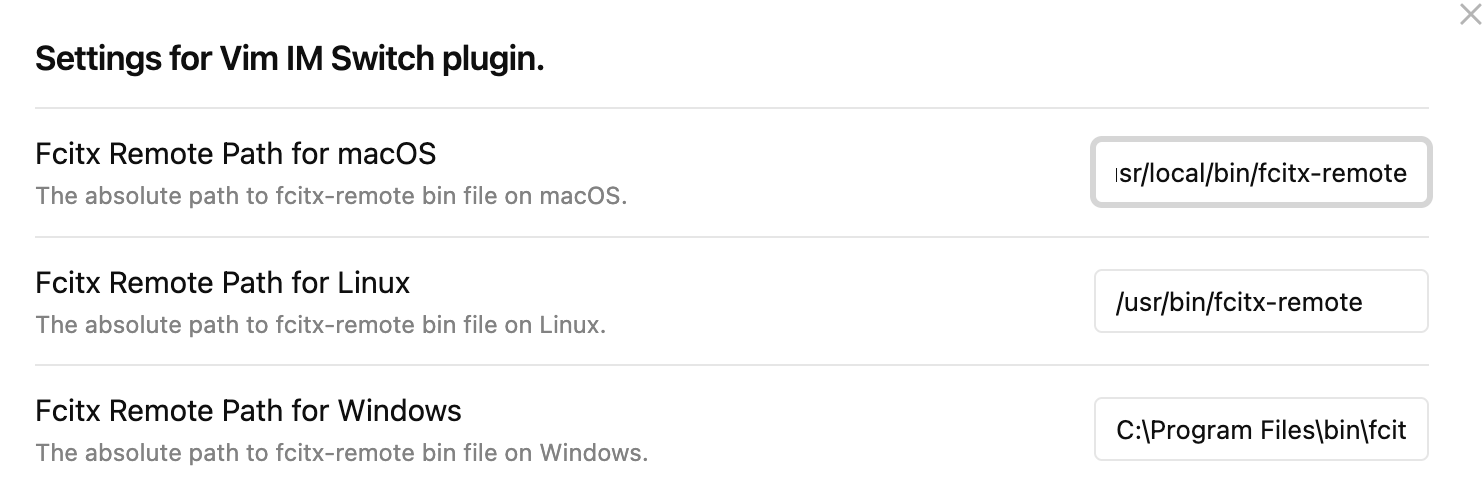 Settings for Vim IM Switch plugin.
Fcitx Remote Path for macOS
The absolute path to fcitx-remote bin file on macOS.
usr/local/bin/fcitx-remote
Fcitx Remote Path for Linux
The absolute path to fcitx-remote bin file on Linux.
/usr/bin/fcitx-remote
Fcitx Remote Path for Windows
The absolute path to fcitx-remote bin file on Windows.
C:\Program Files\bin\fcit